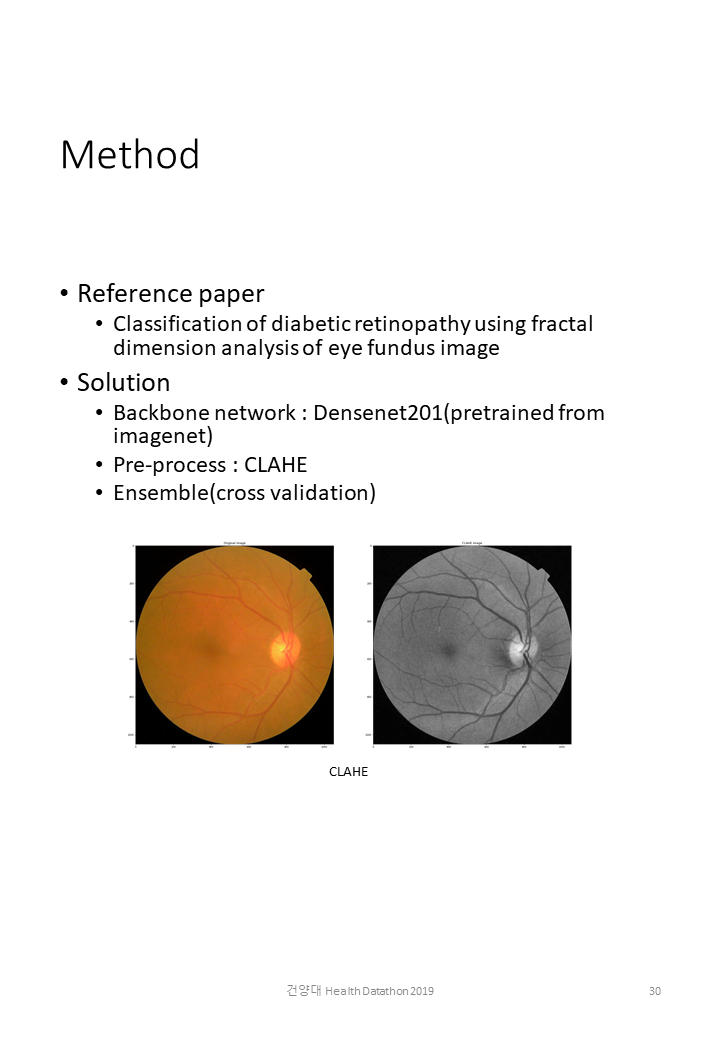 Method
• Reference paper
• Classification of diabetic retinopathy using fractal
dimension analysis of eye fundus image
• Solution
• Backbone network : Densenet201(pretrained from
imagenet)
• Pre-process : CLAHE
• Ensemble(cross validation)
Original Image
CLAHE Image
CLAHE
건양대 Health Datathon 2019
30